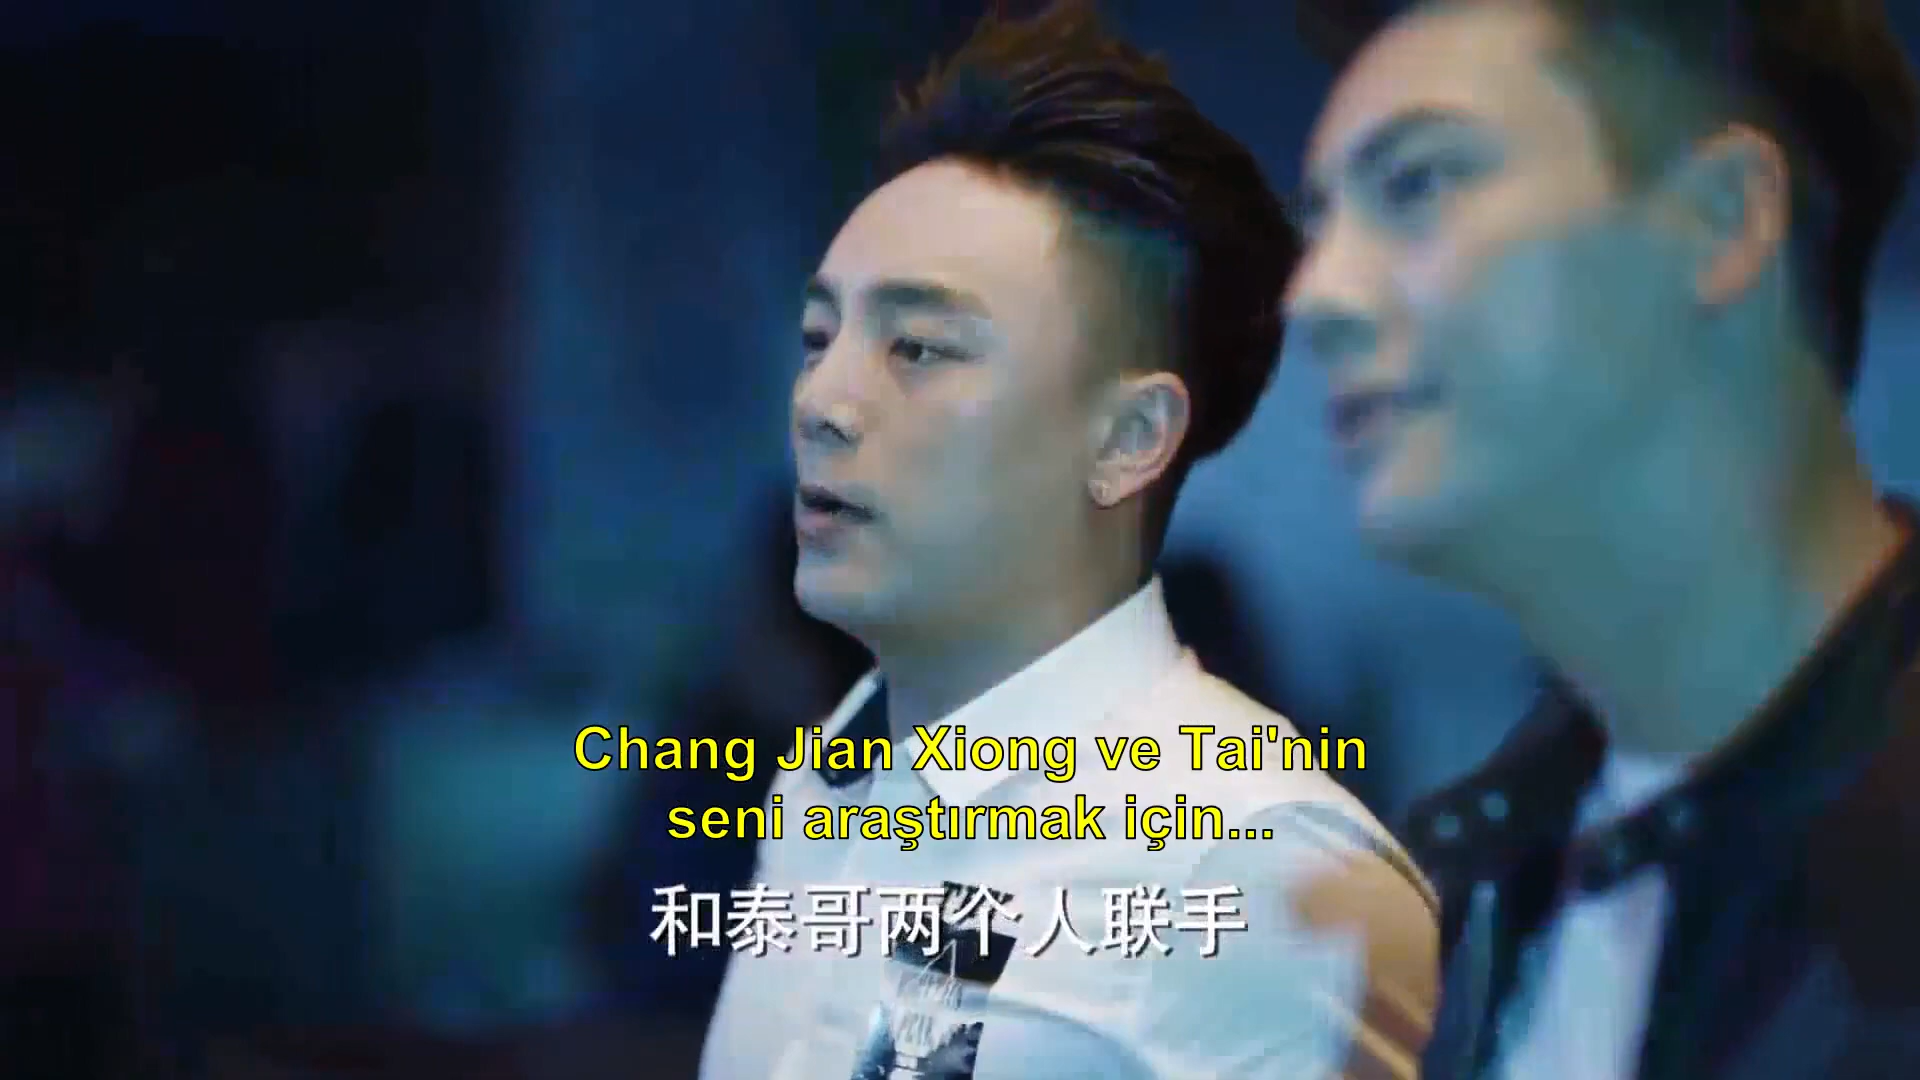 Chang Jian Xiong ve Tai'nin
seni araştırmak için...
和泰哥两个人联手